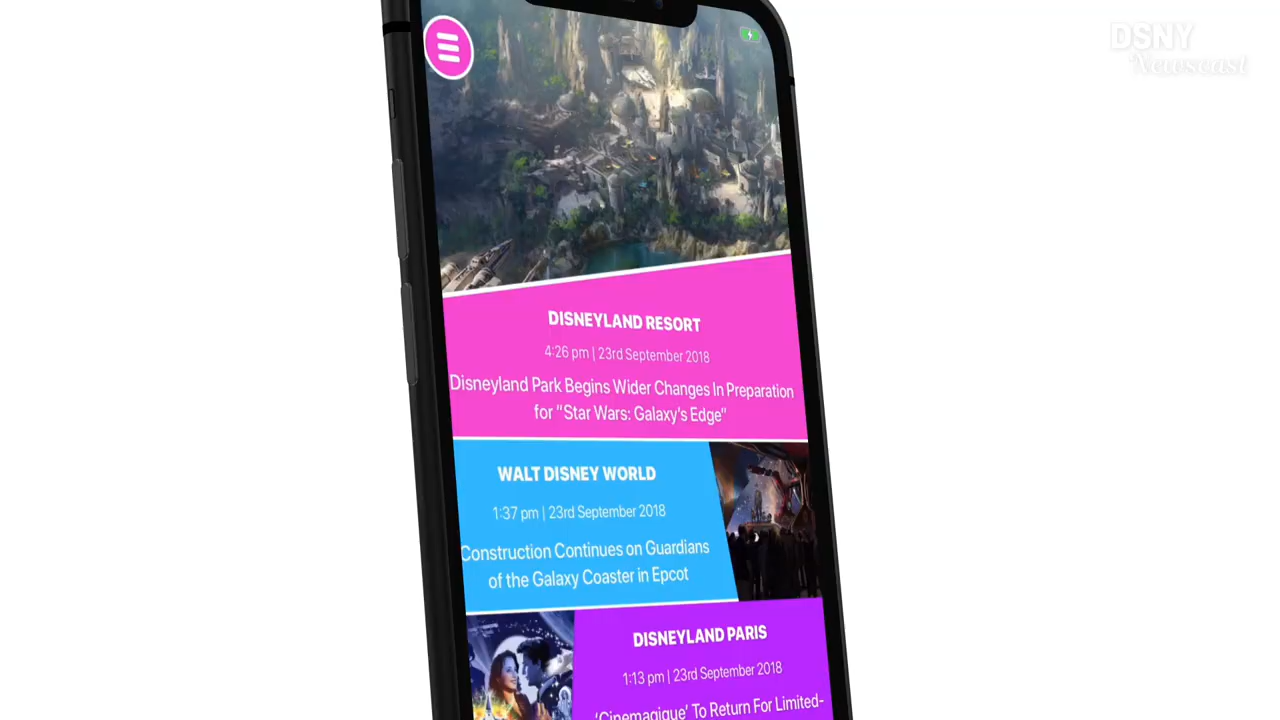 DSNY
Newscast
DISNEYLAND RESORT
4:26 pm | 23rd September 2018
Disneyland Park Begins Wider Changes In Preparation
for "Star Wars: Galaxy's Edge"
WALT DISNEY WORLD
1:37 pm | 23rd September 2018
Construction Continues on Guardians
of the Galaxy Coaster in Epcot
DISNEYLAND PARIS
1:13 pm | 23rd September 2018
'Cinemagique' To Return For Limited-